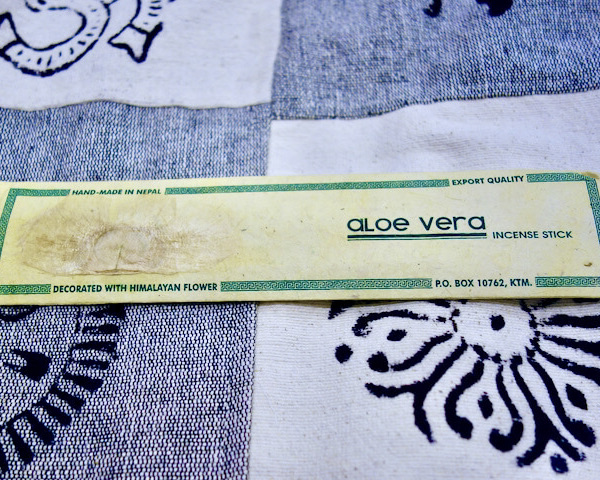 HAND-MADE IN NEPAL
EXPORT QUALITY
aloe vera
INCENSE STICK
DECORATED WITH HIMALAYAN FLOWER
P.O. BOX 10762, KTM.